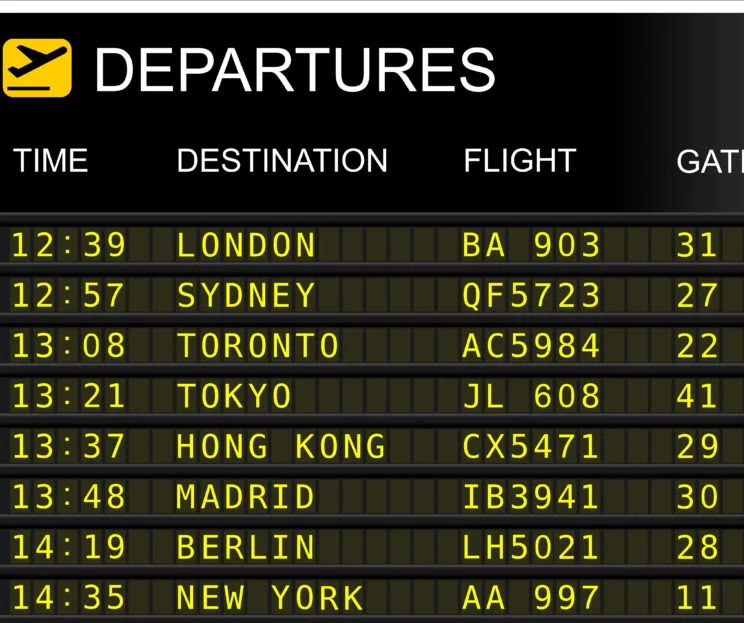 DEPARTURES
TIME DESTINATION FLIGHT GATE
12:39 LONDON BA 903 31
12:57 SYDNEY QF5723 27
13:08 TORONTO AC5984 22
13:21 TOKYO JL 608 41
13:37 HONG KONG CX5471 29
13:48 MADRID IB3941 30
14:19 BERLIN LH5021 28
14:35 NEW YORK AA 997 11